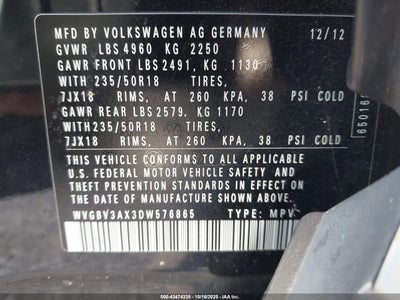 MFD BY VOLKSWAGEN AG GERMANY 12/12
GVWR LBS 4960 KG 2250
GAWR FRONT LBS 2491, KG 1130
WITH 235/50R18 TIRES,
7JX18 RIMS, AT 260 KPA, 38 PSI COLD
GAWR REAR LBS 2579. KG 1170
WITH 235/50R18 TIRES,
7JX18 RIMS, AT 260 KPA, 38 PSI COLD
THIS VEHICLE CONFORMS TO ALL APPLICABLE
U.S. FEDERAL MOTOR VEHICLE SAFETY AND
THEFT PREVENTION STANDARDS IN EFFECT ON
THE DATE OF MANUFACTURE SHOWN ABOVE.
WVGBV3AX3DW576865 TYPE: MPV
OW - 43474335 - 10/16/2025 - © IAA HOLDINGS, LLC